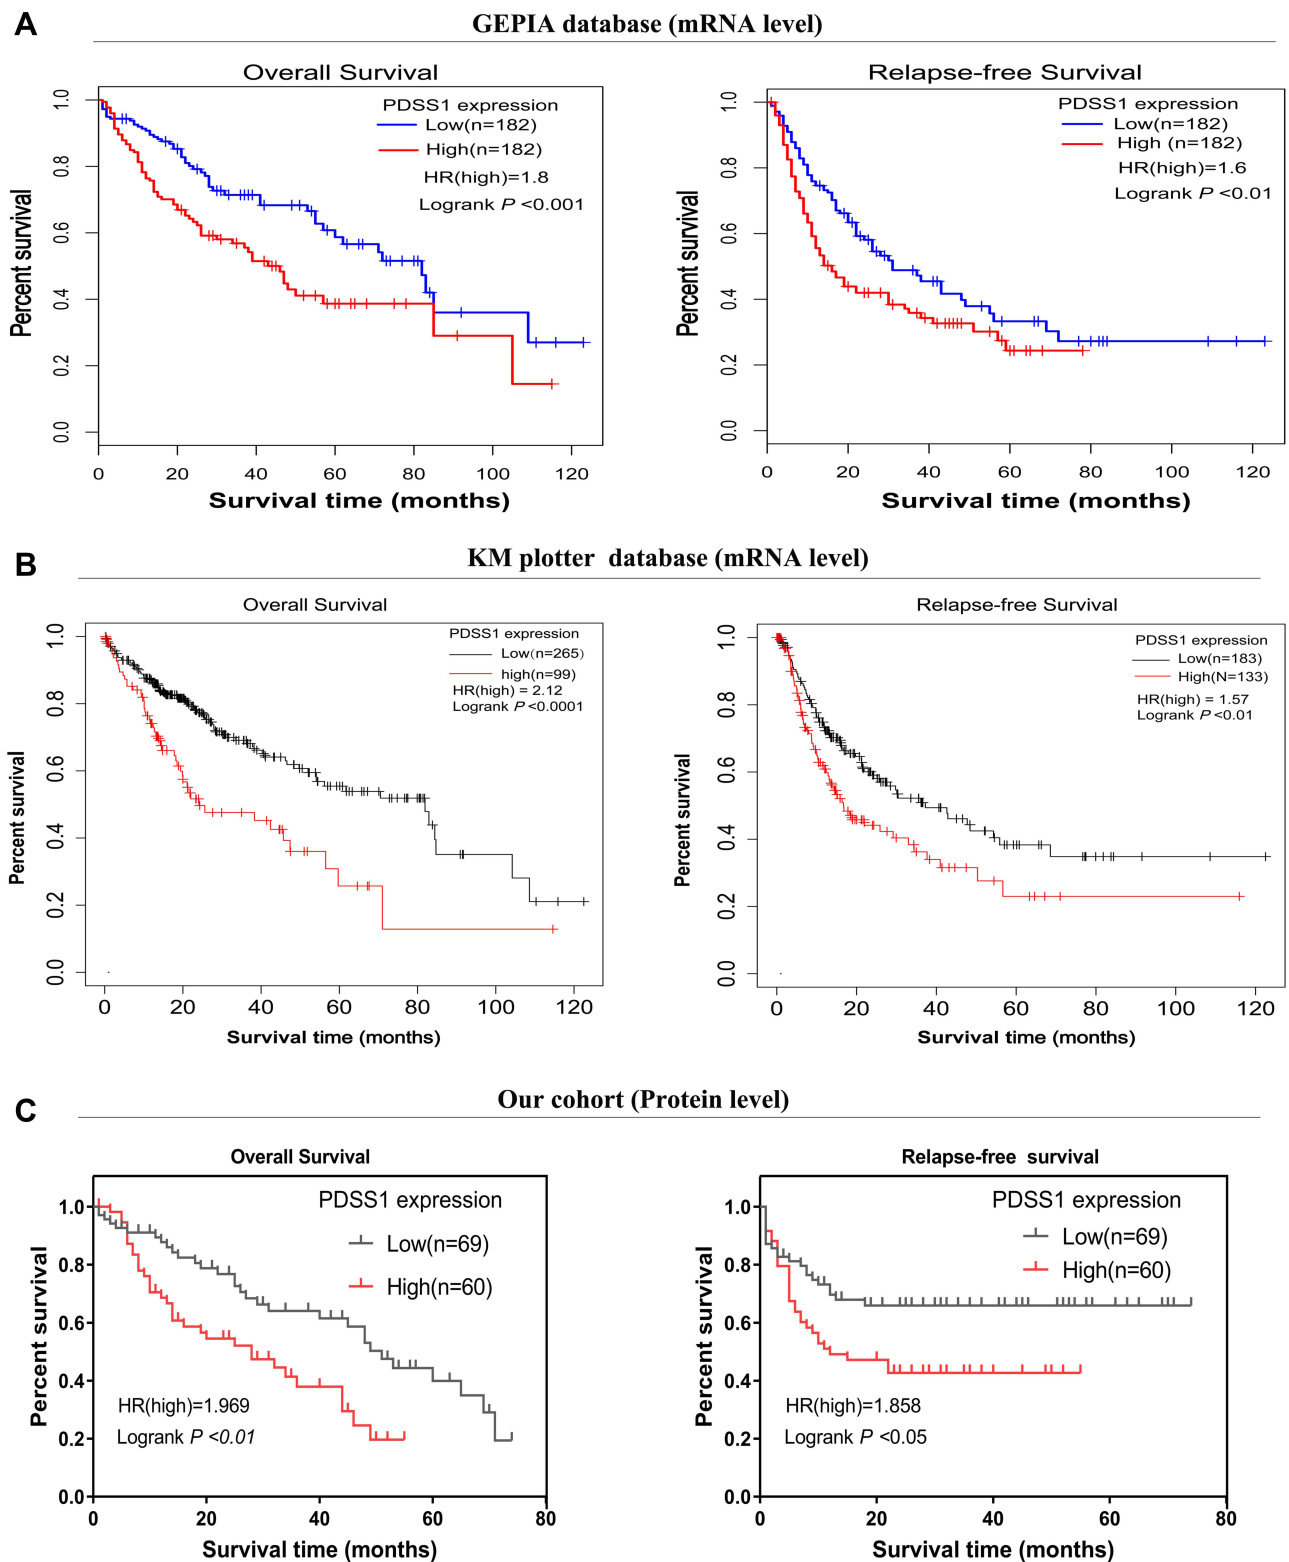 A
GEPIA database (mRNA level)
Overall Survival
PDSS1 expression
Low(n=182)
High(n=182)
HR(high)=1.8
Logrank P <0.001
Percent survival
1.0
0.8
0.6
0.4
0.2
0.0
0 20 40 60 80 100 120
Survival time (months)
Relapse-free Survival
PDSS1 expression
Low(n=182)
High (n=182)
HR(high)=1.6
Logrank P <0.01
Percent survival
1.0
0.8
0.6
0.4
0.2
0.0
0 20 40 60 80 100 120
Survival time (months)
B
KM plotter database (mRNA level)
Overall Survival
PDSS1 expression
Low(n=265)
high(n=99)
HR(high) = 2.12
Logrank P <0.0001
Percent survival
1.0
0.8
0.6
0.4
0.2
0.0
0 20 40 60 80 100 120
Survival time (months)
Relapse-free Survival
PDSS1 expression
Low(n=183)
High(N=133)
HR(high) = 1.57
Logrank P <0.01
Percent survival
1.0
0.8
0.6
0.4
0.2
0.0
0 20 40 60 80 100 120
Survival time (months)
C
Our cohort (Protein level)
Overall Survival
PDSS1 expression
Low(n=69)
High(n=60)
HR(high)=1.969
Logrank P <0.01
Percent survival
1.0
0.8
0.6
0.4
0.2
0.0
0 20 40 60 80
Survival time (months)
Relapse-free survival
PDSS1 expression
Low(n=69)
High(n=60)
HR(high)=1.858
Logrank P <0.05
Percent survival
1.0
0.8
0.6
0.4
0.2
0.0
0 20 40 60 80
Survival time (months)